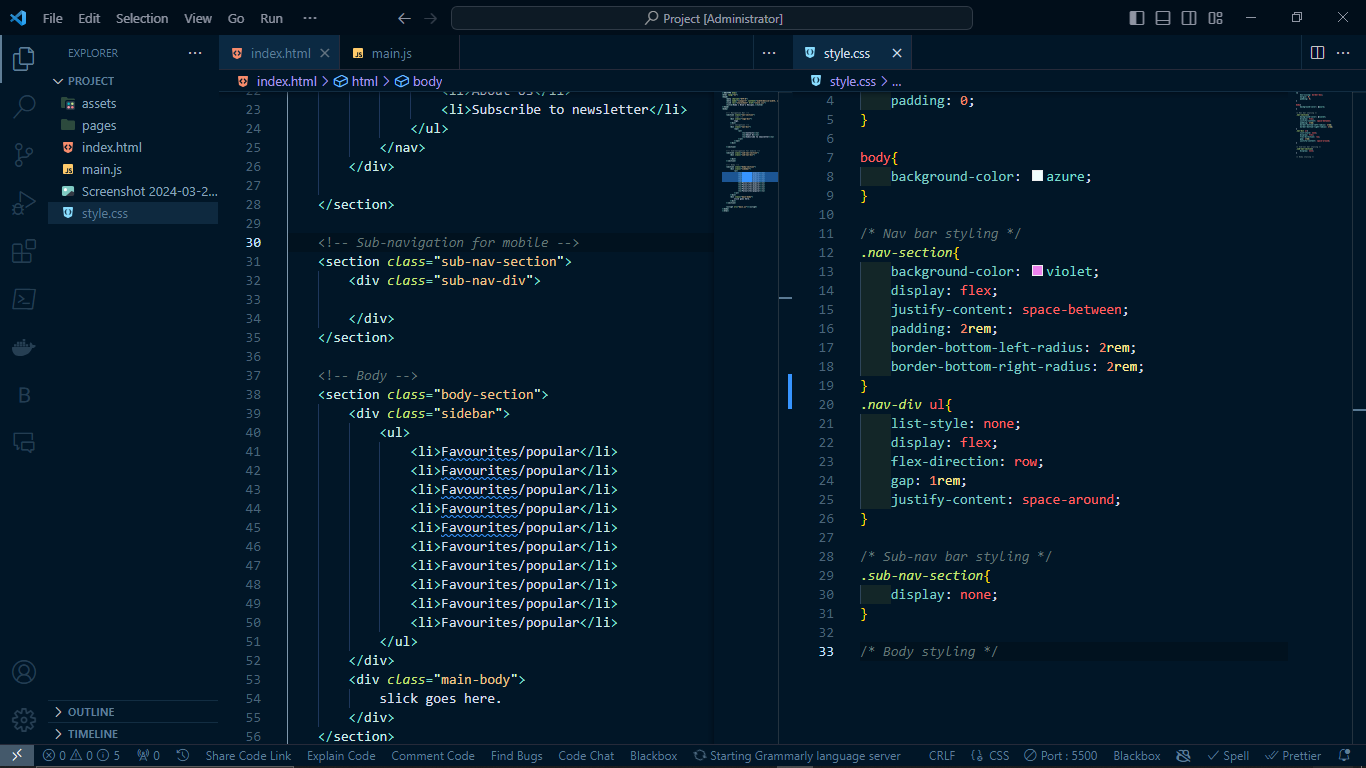 File Edit Selection View Go Run ··· Project [Administrator]
EXPLORER ···
PROJECT
assets
pages
index.html
main.js
Screenshot 2024-03-2...
style.css
OUTLINE
TIMELINE
index.html main.js ···
index.html > html > body
22 <li>About Us</li>
23 <li>Subscribe to newsletter</li>
24 </ul>
25 </nav>
26 </div>
27
28 </section>
29
30 <!-- Sub-navigation for mobile -->
31 <section class="sub-nav-section">
32 <div class="sub-nav-div">
33
34 </div>
35 </section>
36
37 <!-- Body -->
38 <section class="body-section">
39 <div class="sidebar">
40 <ul>
41 <li>Favourites/popular</li>
42 <li>Favourites/popular</li>
43 <li>Favourites/popular</li>
44 <li>Favourites/popular</li>
45 <li>Favourites/popular</li>
46 <li>Favourites/popular</li>
47 <li>Favourites/popular</li>
48 <li>Favourites/popular</li>
49 <li>Favourites/popular</li>
50 <li>Favourites/popular</li>
51 </ul>
52 </div>
53 <div class="main-body">
54 slick goes here.
55 </div>
56 </section>
style.css ···
style.css > ...
4 padding: 0;
5 }
6
7 body{
8 background-color: azure;
9 }
10
11 /* Nav bar styling */
12 .nav-section{
13 background-color: violet;
14 display: flex;
15 justify-content: space-between;
16 padding: 2rem;
17 border-bottom-left-radius: 2rem;
18 border-bottom-right-radius: 2rem;
19 }
20 .nav-div ul{
21 list-style: none;
22 display: flex;
23 flex-direction: row;
24 gap: 1rem;
25 justify-content: space-around;
26 }
27
28 /* Sub-nav bar styling */
29 .sub-nav-section{
30 display: none;
31 }
32
33 /* Body styling */
0 0 5 0 Share Code Link Explain Code Comment Code Find Bugs Code Chat Blackbox Starting Grammarly language server CRLF {} CSS Port : 5500 Blackbox Spell Prettier